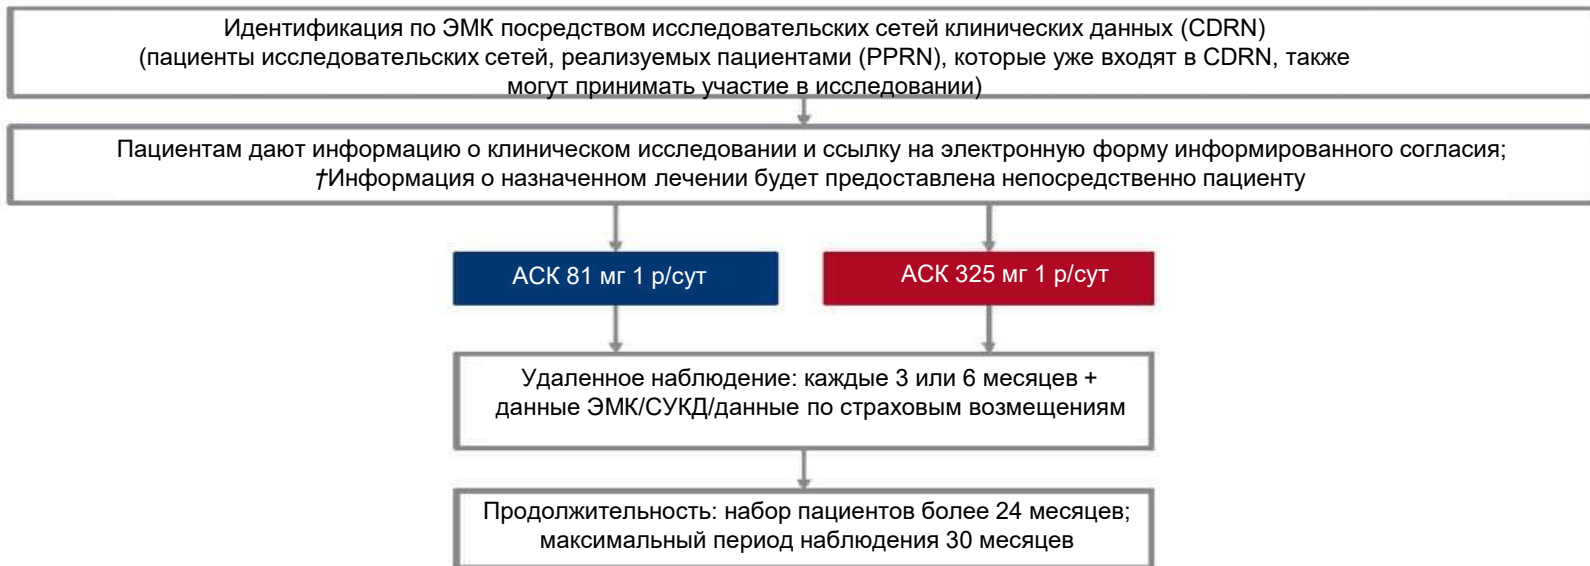 Идентификация по ЭМК посредством исследовательских сетей клинических данных (CDRN)
(пациенты исследовательских сетей, реализуемых пациентами (PPRN), которые уже входят в CDRN, также
могут принимать участие в исследовании)
Пациентам дают информацию о клиническом исследовании и ссылку на электронную форму информированного согласия;
†Информация о назначенном лечении будет предоставлена непосредственно пациенту
АСК 81 мг 1 р/сут
АСК 325 мг 1 р/сут
Удаленное наблюдение: каждые 3 или 6 месяцев +
данные ЭМК/СУКД/данные по страховым возмещениям
Продолжительность: набор пациентов более 24 месяцев;
максимальный период наблюдения 30 месяцев